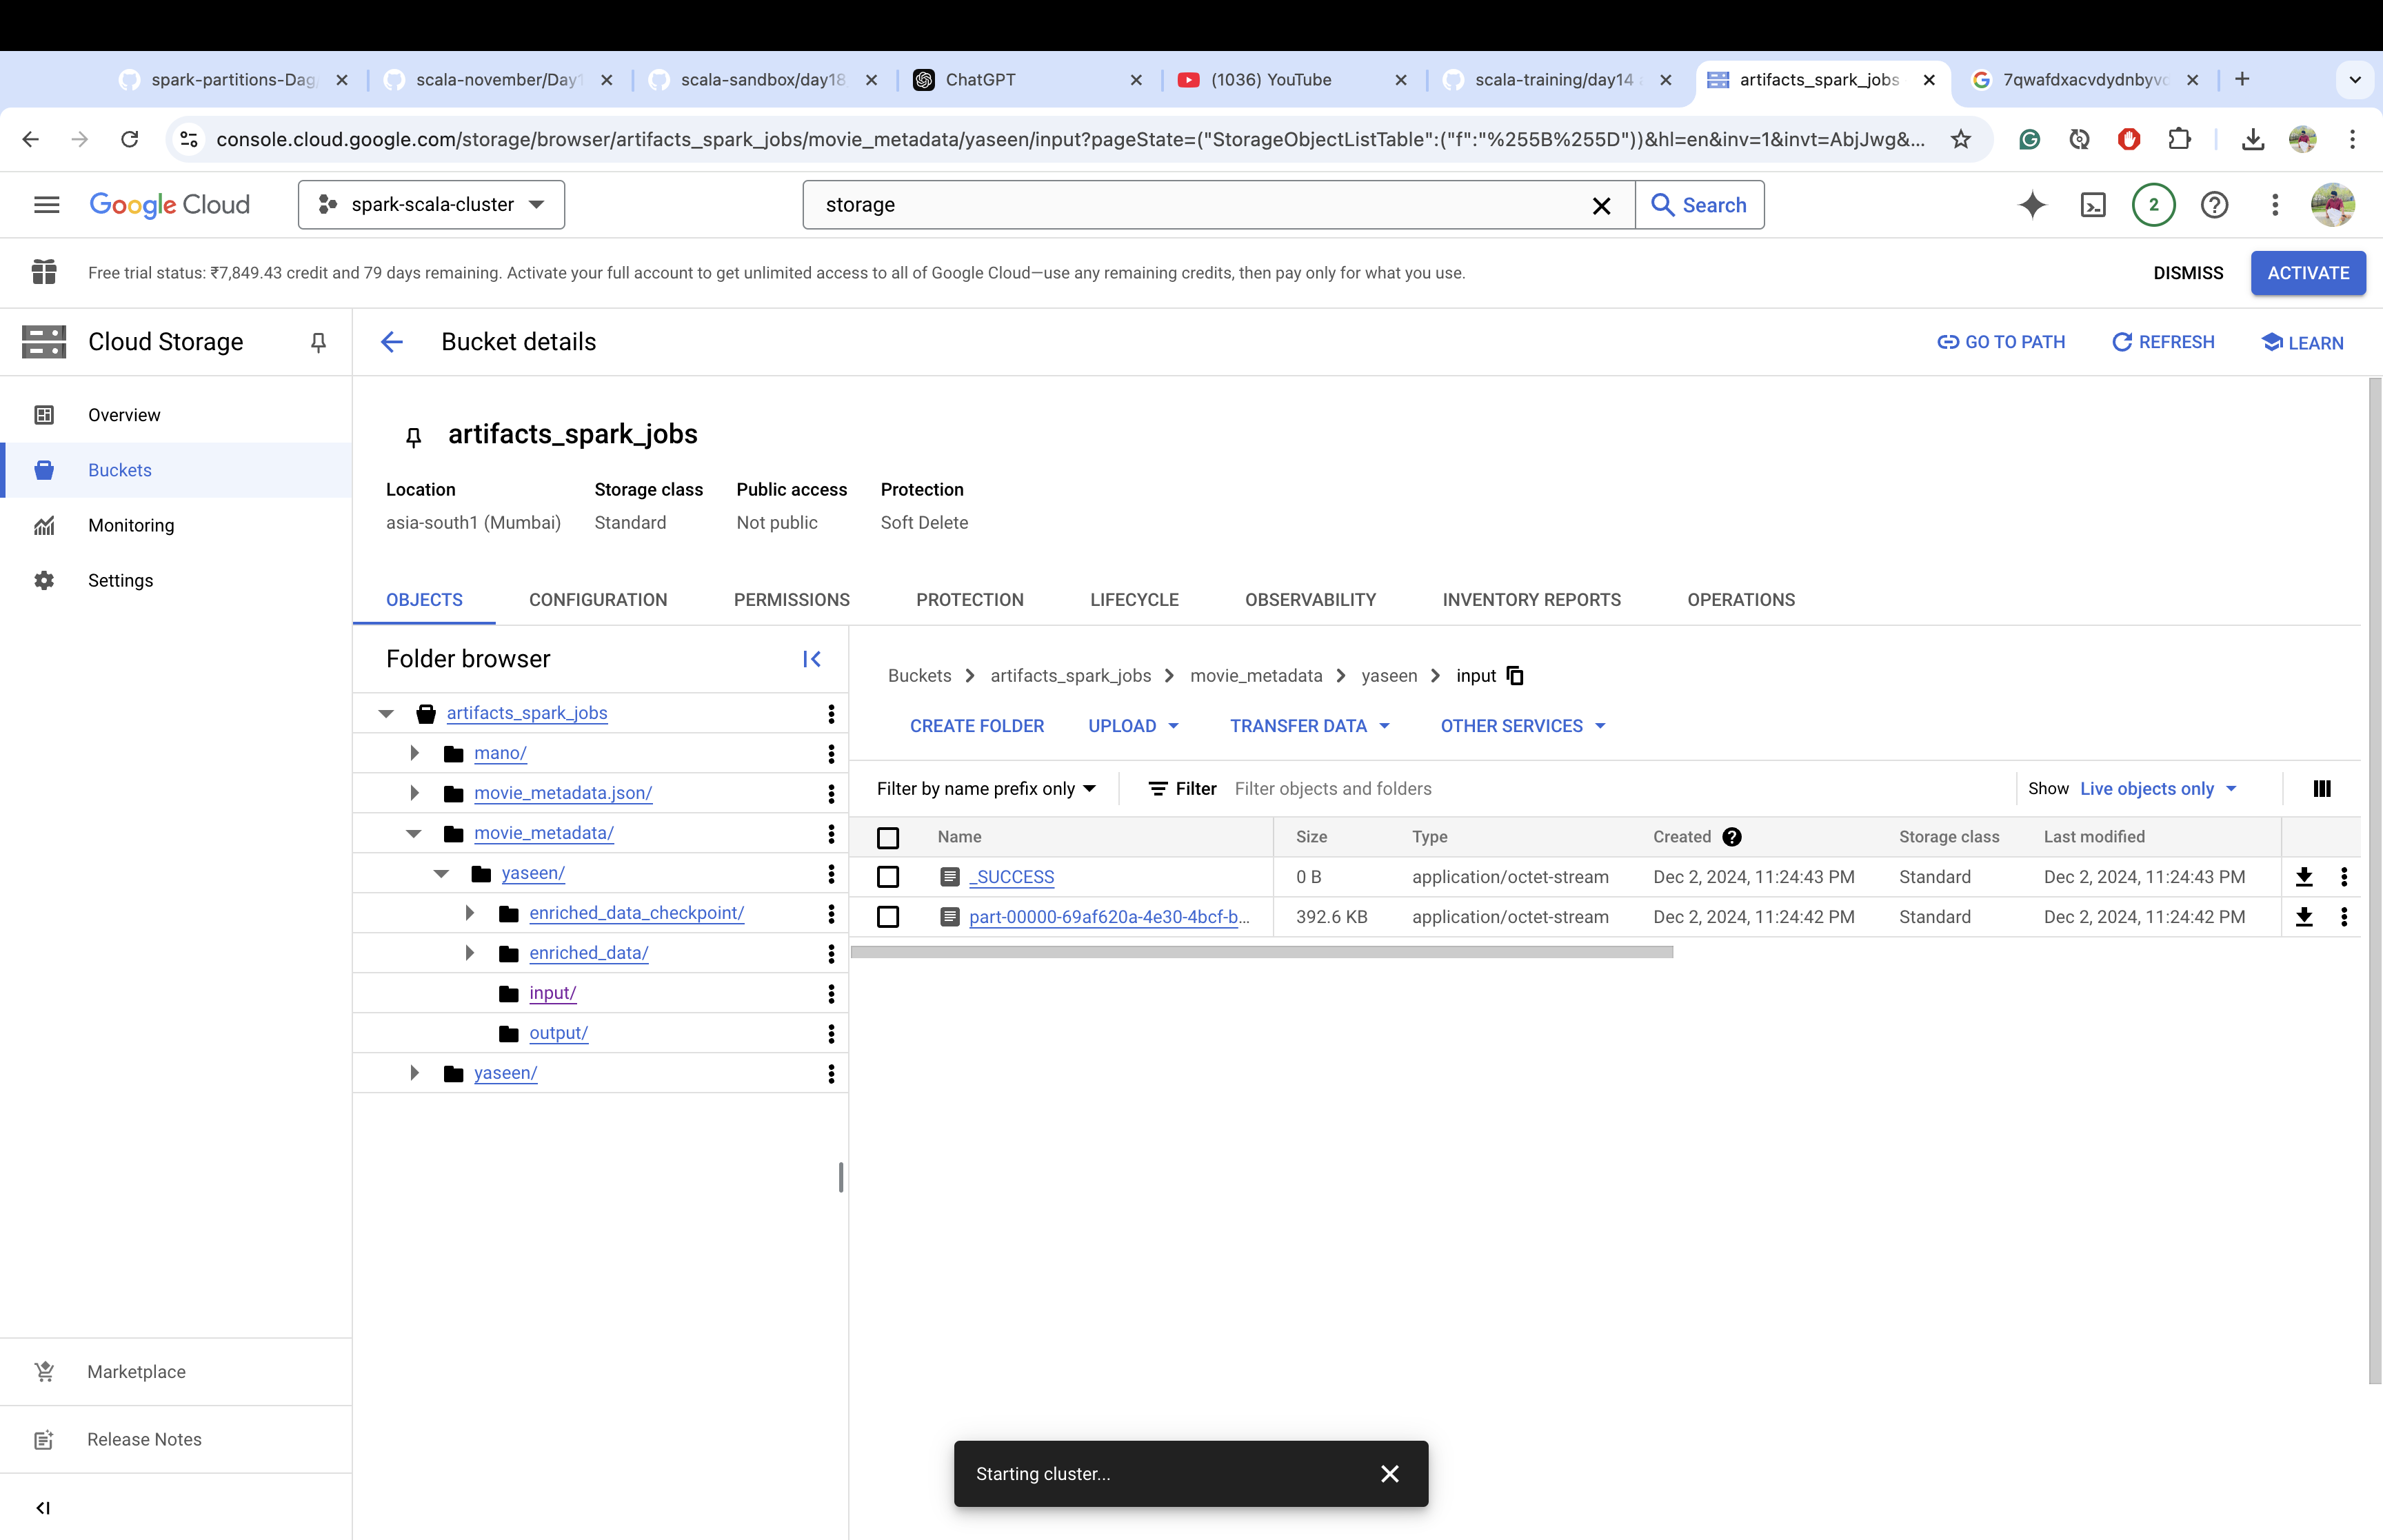 spark-partitions-Dag
scala-november/Day1
scala-sandbox/day18
ChatGPT
(1036) YouTube
scala-training/day14
artifacts_spark_jobs
7qwafdxacvdydnbyvc
console.cloud.google.com/storage/browser/artifacts_spark_jobs/movie_metadata/yaseen/input?pageState=("StorageObjectListTable":("f":"%255B%255D"))&hl=en&inv=1&invt=AbjJwg&...
Google Cloud
spark-scala-cluster
storage
Search
2
Free trial status: ₹7,849.43 credit and 79 days remaining. Activate your full account to get unlimited access to all of Google Cloud—use any remaining credits, then pay only for what you use.
DISMISS
ACTIVATE
Cloud Storage
Bucket details
GO TO PATH
REFRESH
LEARN
Overview
Buckets
Monitoring
Settings
artifacts_spark_jobs
Location Storage class Public access Protection
asia-south1 (Mumbai) Standard Not public Soft Delete
OBJECTS CONFIGURATION PERMISSIONS PROTECTION LIFECYCLE OBSERVABILITY INVENTORY REPORTS OPERATIONS
Folder browser
artifacts_spark_jobs
mano/
movie_metadata.json/
movie_metadata/
yaseen/
enriched_data_checkpoint/
enriched_data/
input/
output/
yaseen/
Buckets > artifacts_spark_jobs > movie_metadata > yaseen > input
CREATE FOLDER UPLOAD TRANSFER DATA OTHER SERVICES
Filter by name prefix only Filter Filter objects and folders Show Live objects only
Name Size Type Created Storage class Last modified
_SUCCESS 0 B application/octet-stream Dec 2, 2024, 11:24:43 PM Standard Dec 2, 2024, 11:24:43 PM
part-00000-69af620a-4e30-4bcf-b... 392.6 KB application/octet-stream Dec 2, 2024, 11:24:42 PM Standard Dec 2, 2024, 11:24:42 PM
Marketplace
Release Notes
Starting cluster...